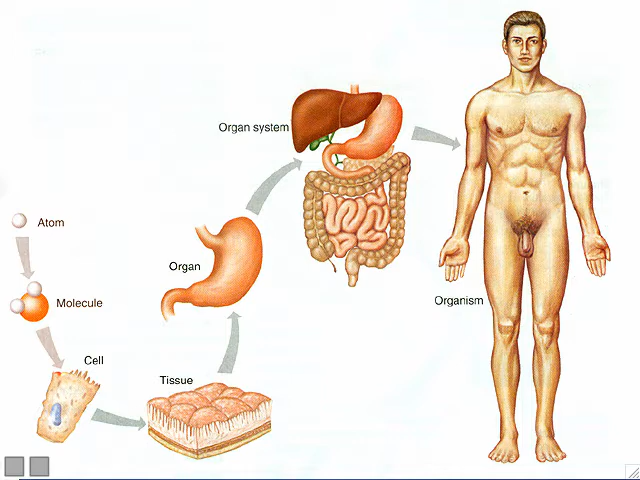 Atom
Molecule
Cell
Tissue
Organ
Organ system
Organism